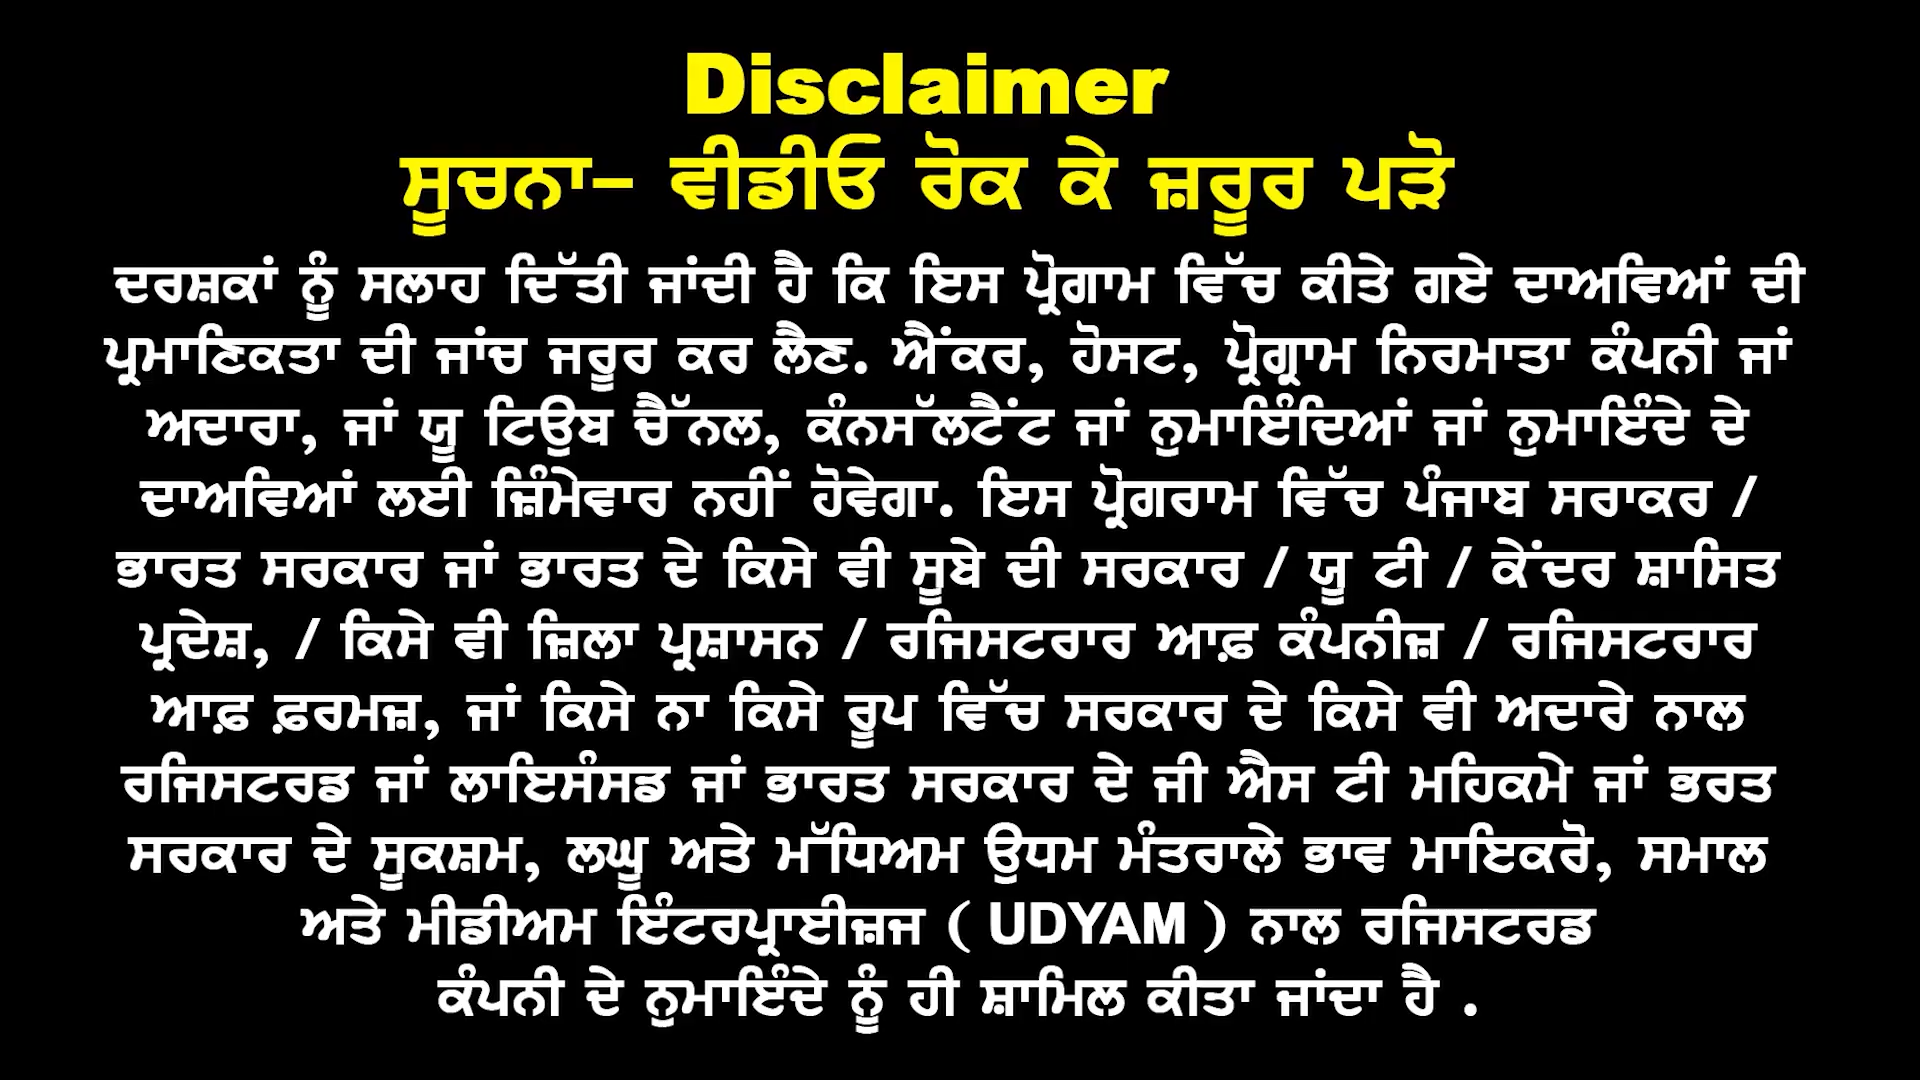 Disclaimer
ਸੂਚਨਾ- ਵੀਡੀਓ ਰੋਕ ਕੇ ਜ਼ਰੂਰ ਪੜੋ
ਦਰਸ਼ਕਾਂ ਨੂੰ ਸਲਾਹ ਦਿੱਤੀ ਜਾਂਦੀ ਹੈ ਕਿ ਇਸ ਪ੍ਰੋਗਾਮ ਵਿੱਚ ਕੀਤੇ ਗਏ ਦਾਅਵਿਆਂ ਦੀ
ਪ੍ਰਮਾਣਿਕਤਾ ਦੀ ਜਾਂਚ ਜਰੂਰ ਕਰ ਲੈਣ. ਐਂਕਰ, ਹੋਸਟ, ਪ੍ਰੋਗ੍ਰਾਮ ਨਿਰਮਾਤਾ ਕੰਪਨੀ ਜਾਂ
ਅਦਾਰਾ, ਜਾਂ ਯੂ ਟਿਉਬ ਚੈੱਨਲ, ਕੰਨਸੱਲਟੈਂਟ ਜਾਂ ਨੁਮਾਇੰਦਿਆਂ ਜਾਂ ਨੁਮਾਇੰਦੇ ਦੇ
ਦਾਅਵਿਆਂ ਲਈ ਜ਼ਿੰਮੇਵਾਰ ਨਹੀਂ ਹੋਵੇਗਾ. ਇਸ ਪ੍ਰੋਗਰਾਮ ਵਿੱਚ ਪੰਜਾਬ ਸਰਾਕਰ /
ਭਾਰਤ ਸਰਕਾਰ ਜਾਂ ਭਾਰਤ ਦੇ ਕਿਸੇ ਵੀ ਸੂਬੇ ਦੀ ਸਰਕਾਰ / ਯੂ ਟੀ / ਕੇਂਦਰ ਸ਼ਾਸਿਤ
ਪ੍ਰਦੇਸ਼, / ਕਿਸੇ ਵੀ ਜ਼ਿਲਾ ਪ੍ਰਸ਼ਾਸਨ / ਰਜਿਸਟਰਾਰ ਆਫ਼ ਕੰਪਨੀਜ਼ / ਰਜਿਸਟਰਾਰ
ਆਫ਼ ਫ਼ਰਮਜ਼, ਜਾਂ ਕਿਸੇ ਨਾ ਕਿਸੇ ਰੂਪ ਵਿੱਚ ਸਰਕਾਰ ਦੇ ਕਿਸੇ ਵੀ ਅਦਾਰੇ ਨਾਲ
ਰਜਿਸਟਰਡ ਜਾਂ ਲਾਇਸੰਸਡ ਜਾਂ ਭਾਰਤ ਸਰਕਾਰ ਦੇ ਜੀ ਐਸ ਟੀ ਮਹਿਕਮੇ ਜਾਂ ਭਰਤ
ਸਰਕਾਰ ਦੇ ਸੂਕਸ਼ਮ, ਲਘੂ ਅਤੇ ਮੱਧਿਅਮ ਉਧਮ ਮੰਤਰਾਲੇ ਭਾਵ ਮਾਇਕਰੋ, ਸਮਾਲ
ਅਤੇ ਮੀਡੀਅਮ ਇੰਟਰਪ੍ਰਾਈਜ਼ਜ ( UDYAM ) ਨਾਲ ਰਜਿਸਟਰਡ
ਕੰਪਨੀ ਦੇ ਨੁਮਾਇੰਦੇ ਨੂੰ ਹੀ ਸ਼ਾਮਿਲ ਕੀਤਾ ਜਾਂਦਾ ਹੈ .